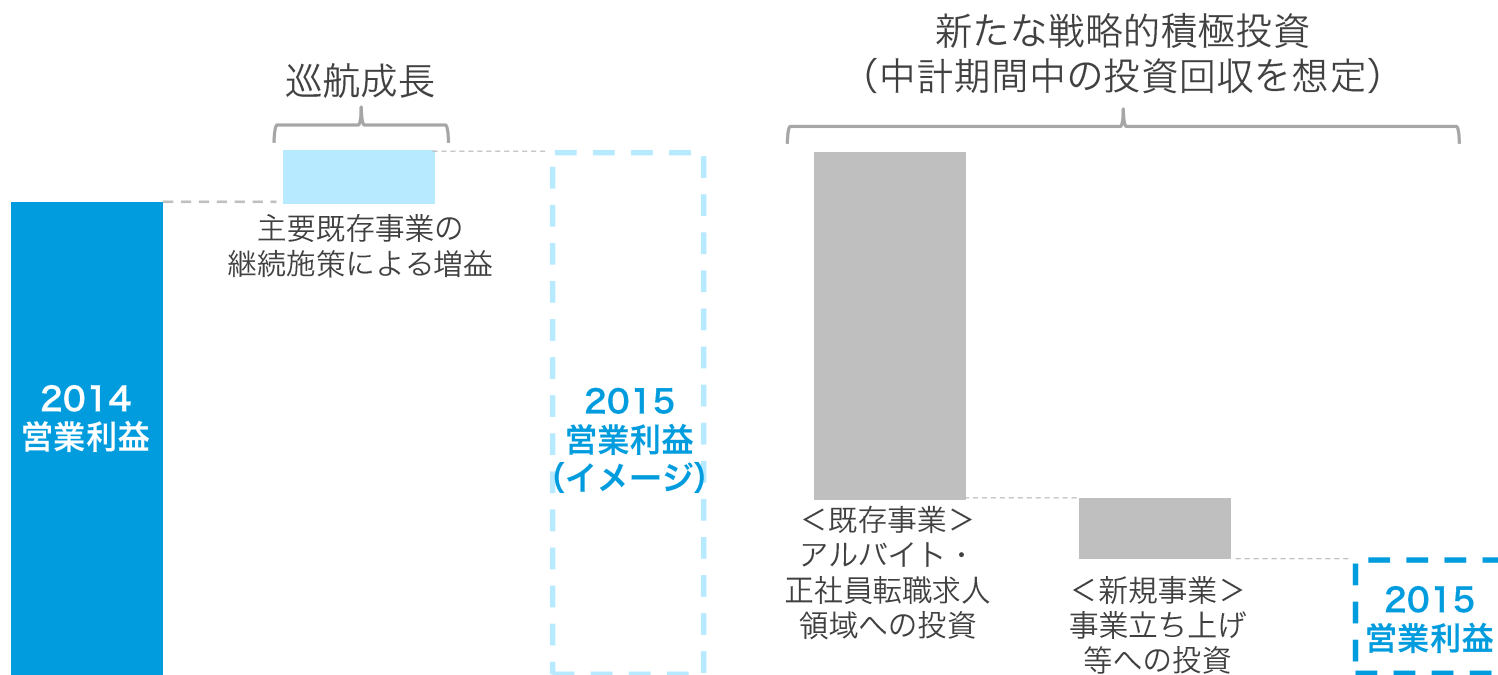 巡航成長
主要既存事業の
継続施策による増益
2014
営業利益
2015
営業利益
(イメージ)
新たな戦略的積極投資
（中計期間中の投資回収を想定）
＜既存事業＞
アルバイト・
正社員転職求人
領域への投資
＜新規事業＞
事業立ち上げ
等への投資
2015
営業利益